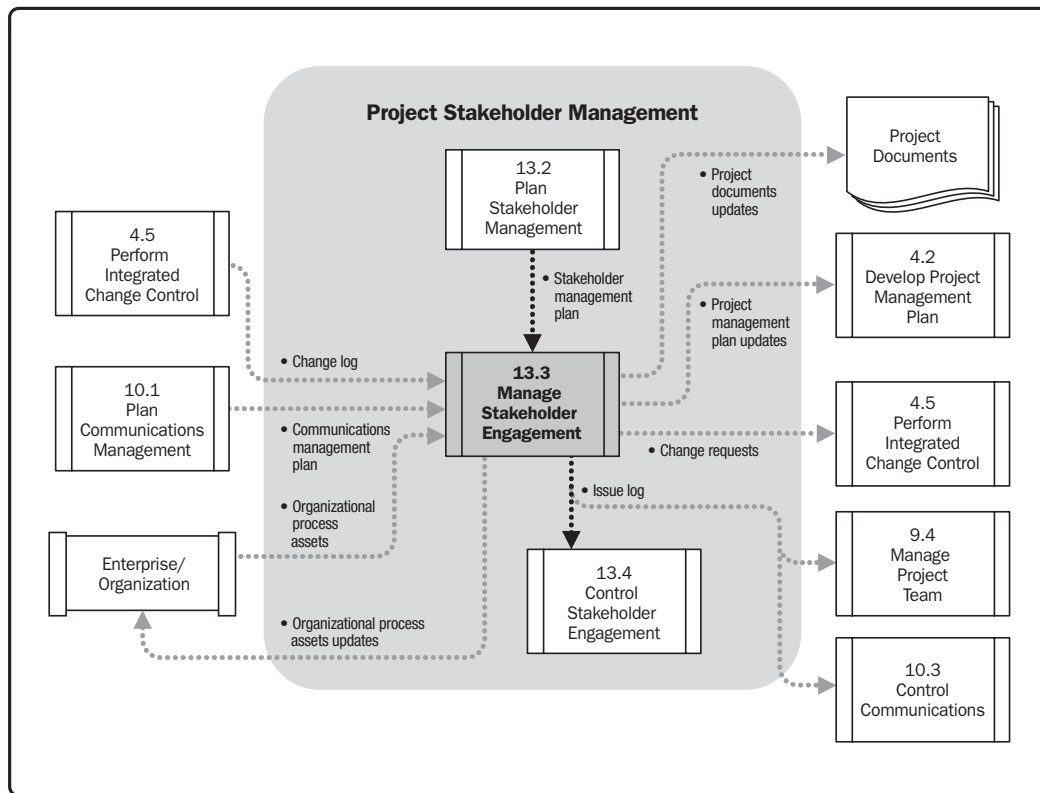 Project Stakeholder Management
13.2
Plan
Stakeholder
Management
• Project
documents
updates
Project
Documents
4.5
Perform
Integrated
Change Control
• Stakeholder
management
plan
• Project
management
plan updates
4.2
Develop Project
Management
Plan
• Change log
10.1
Plan
Communications
Management
13.3
Manage
Stakeholder
Engagement
• Communications
management
plan
• Change requests
4.5
Perform
Integrated
Change Control
• Organizational
process
assets
• Issue log
Enterprise/
Organization
13.4
Control
Stakeholder
Engagement
9.4
Manage
Project
Team
• Organizational process
assets updates
10.3
Control
Communications